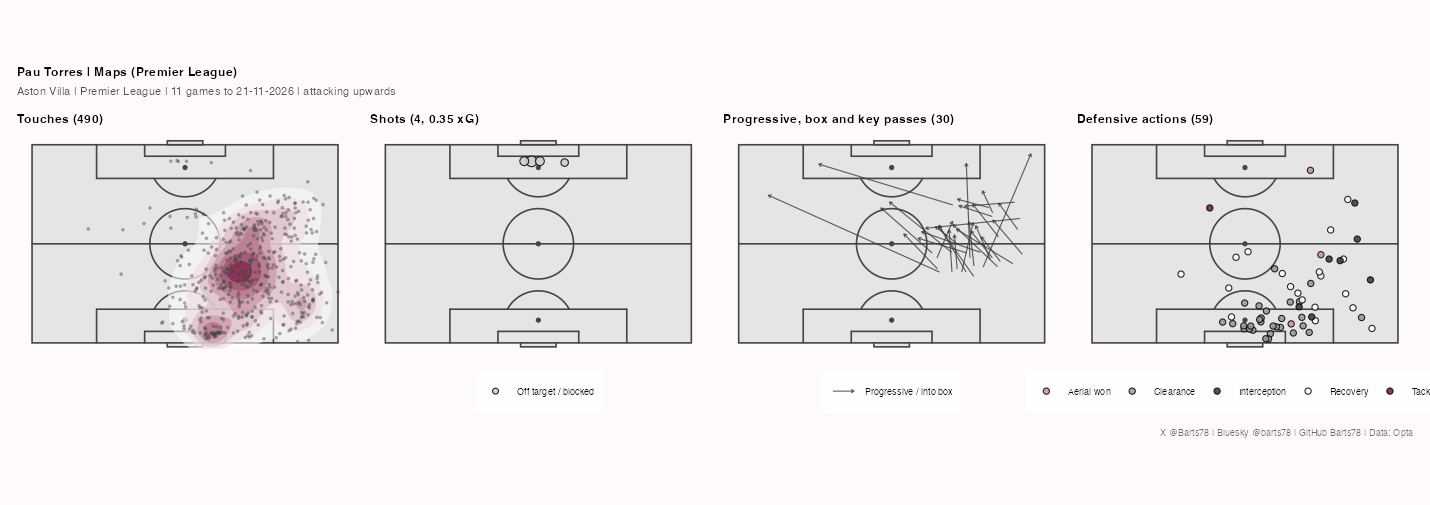 Pau Torres | Maps (Premier League)
Aston Villa | Premier League | 11 games to 21-11-2026 | attacking upwards
Touches (490)
Shots (4, 0.35 xG)
Progressive, box and key passes (30)
Defensive actions (59)
Off target / blocked
Progressive / into box
Aerial won
Clearance
Interception
Recovery
Tack
X @Barts78 | Bluesky @barts78 | GitHub Barts78 | Data: Opta